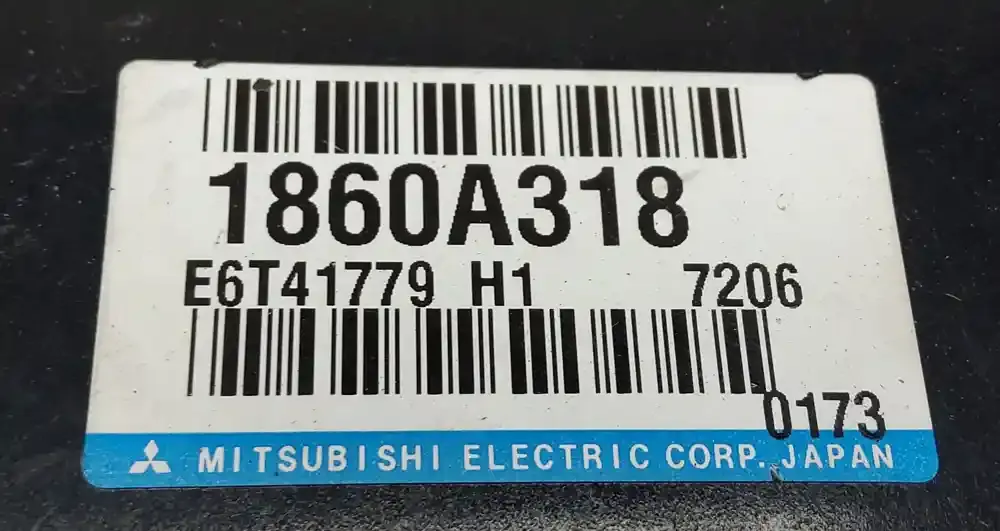 1860A318
E6T41779 H1 7206
0173
MITSUBISHI ELECTRIC CORP. JAPAN